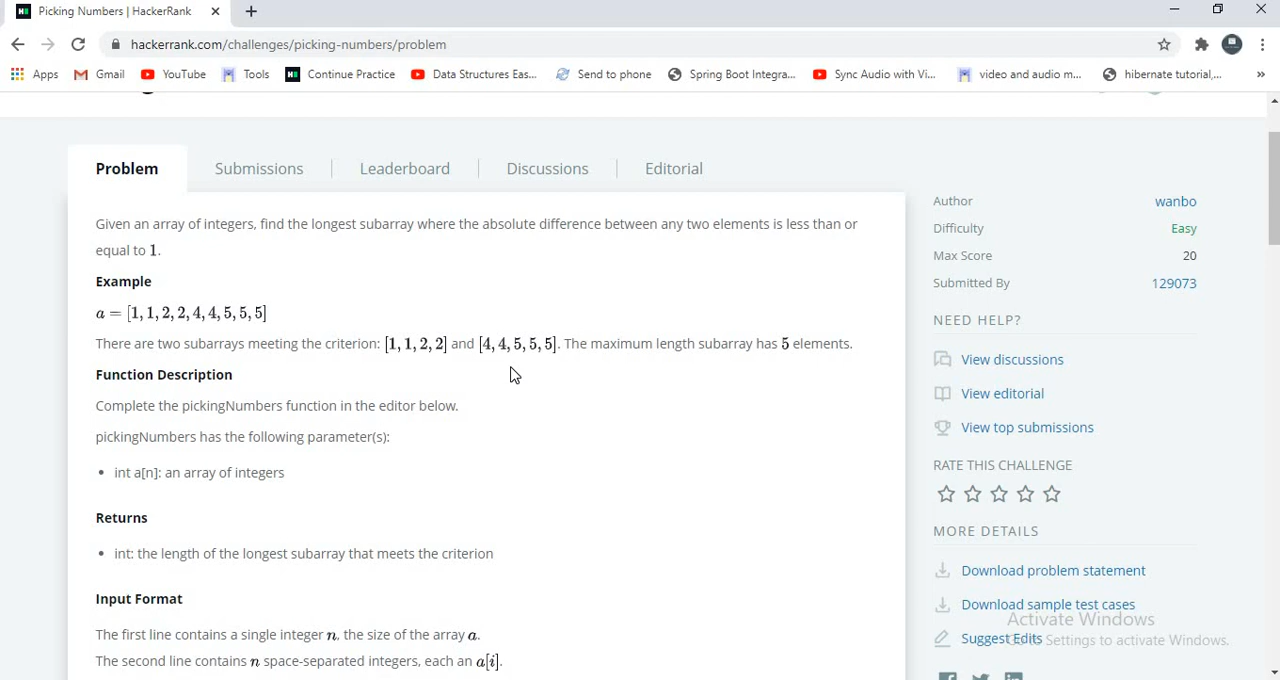 Picking Numbers | HackerRank
hackerrank.com/challenges/picking-numbers/problem
Apps Gmail YouTube Tools Continue Practice Data Structures Eas... Send to phone Spring Boot Integra... Sync Audio with Vi... video and audio m... hibernate tutorial,... »
Problem Submissions Leaderboard Discussions Editorial
Given an array of integers, find the longest subarray where the absolute difference between any two elements is less than or
equal to 1.
Example
a = [1, 1, 2, 2, 4, 4, 5, 5, 5]
There are two subarrays meeting the criterion: [1, 1, 2, 2] and [4, 4, 5, 5, 5]. The maximum length subarray has 5 elements.
Function Description
Complete the pickingNumbers function in the editor below.
pickingNumbers has the following parameter(s):
• int a[n]: an array of integers
Returns
• int: the length of the longest subarray that meets the criterion
Input Format
The first line contains a single integer n, the size of the array a.
The second line contains n space-separated integers, each an a[i].
Author wanbo
Difficulty Easy
Max Score 20
Submitted By 129073
NEED HELP?
View discussions
View editorial
View top submissions
RATE THIS CHALLENGE
MORE DETAILS
Download problem statement
Download sample test cases
Suggest Edits
Activate Windows
Go to Settings to activate Windows.